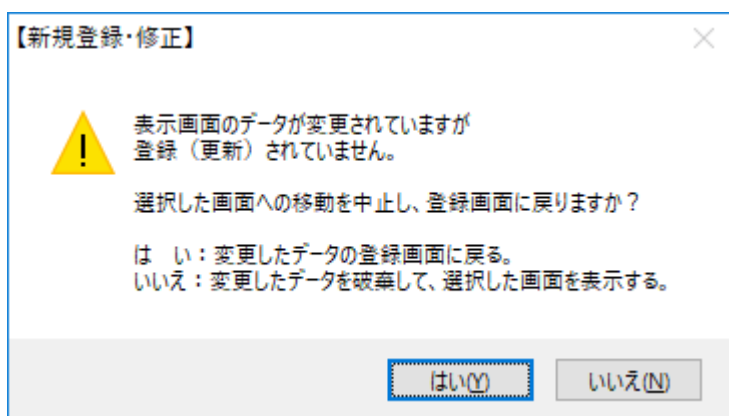 【新規登録・修正】
表示画面のデータが変更されていますが
登録（更新）されていません。
選択した画面への移動を中止し、登録画面に戻りますか？
は　い：変更したデータの登録画面に戻る。
いいえ：変更したデータを破棄して、選択した画面を表示する。
はい(Y)
いいえ(N)